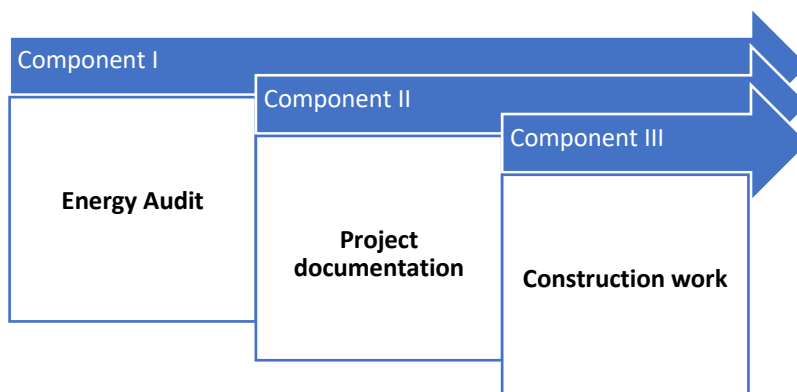 Component I
Component II
Component III
Energy Audit
Project
documentation
Construction work